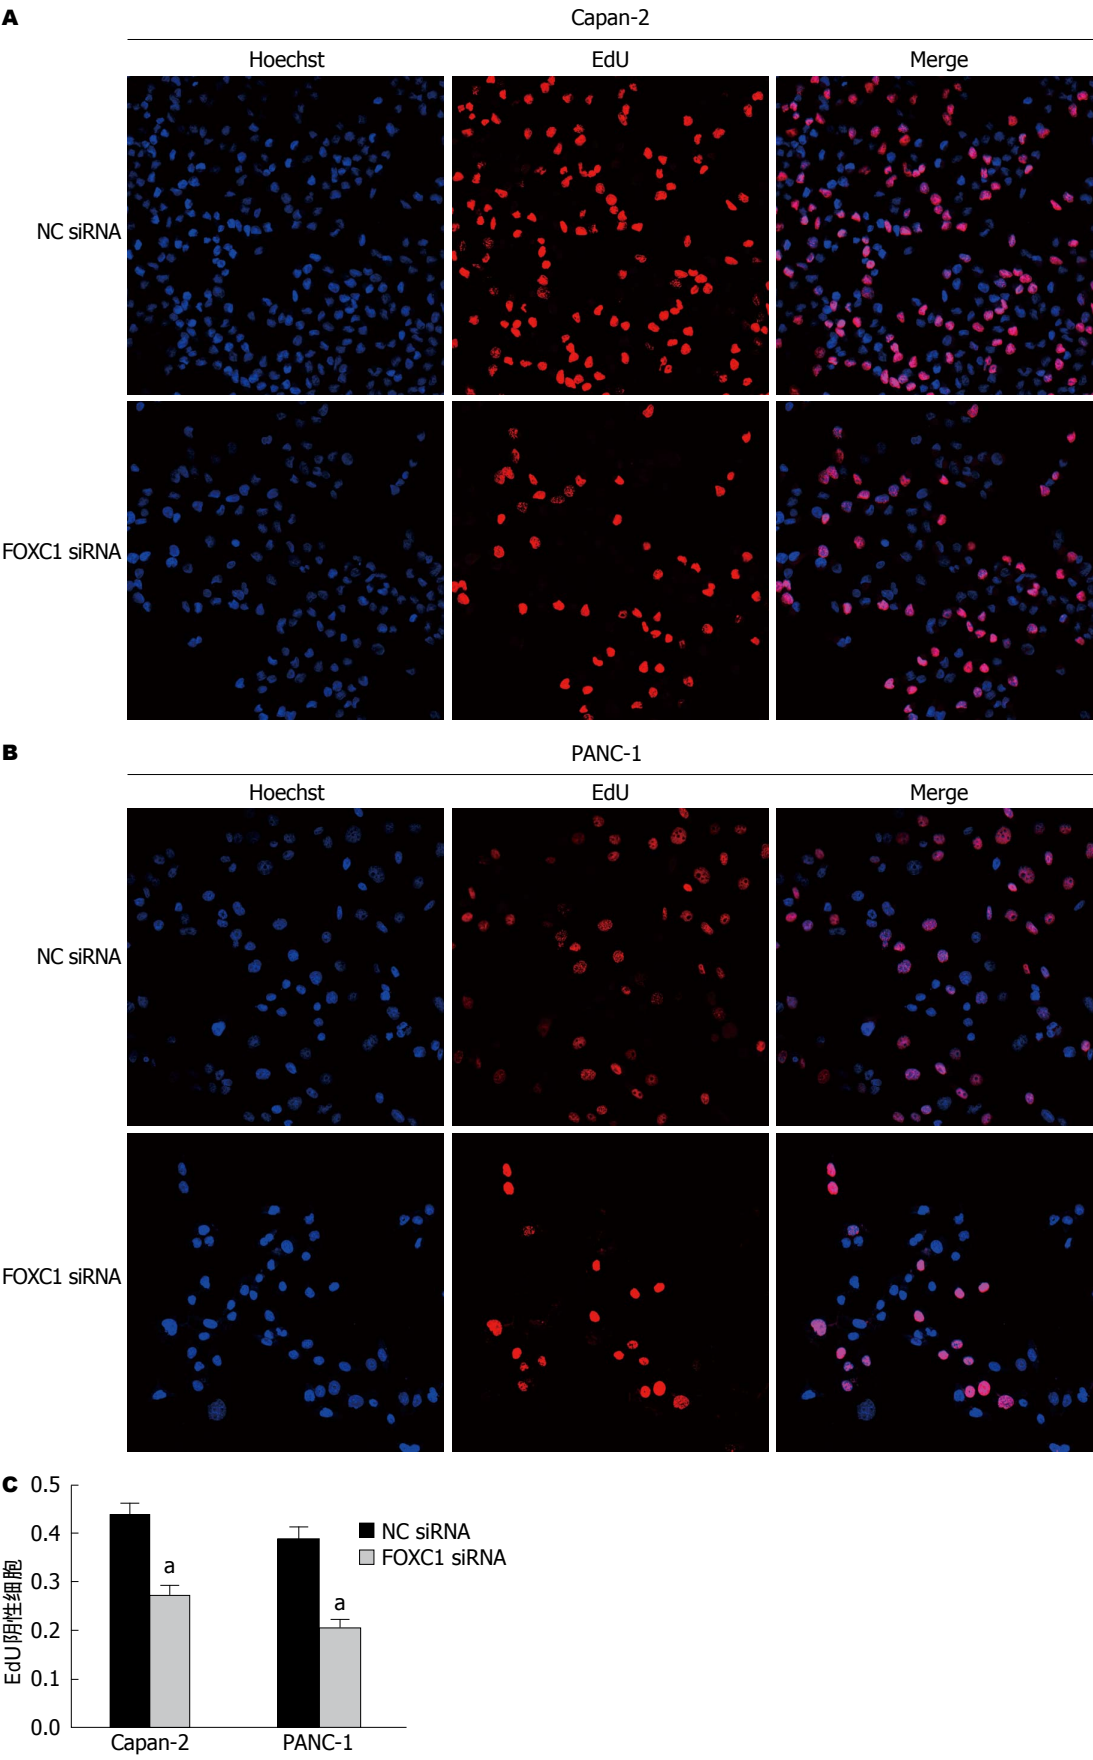 A
Capan-2
Hoechst EdU Merge
NC siRNA
FOXC1 siRNA
B
PANC-1
Hoechst EdU Merge
NC siRNA
FOXC1 siRNA
C
0.5
0.4
0.3
0.2
0.1
0.0
EdU阴性细胞
a
a
NC siRNA
FOXC1 siRNA
Capan-2 PANC-1